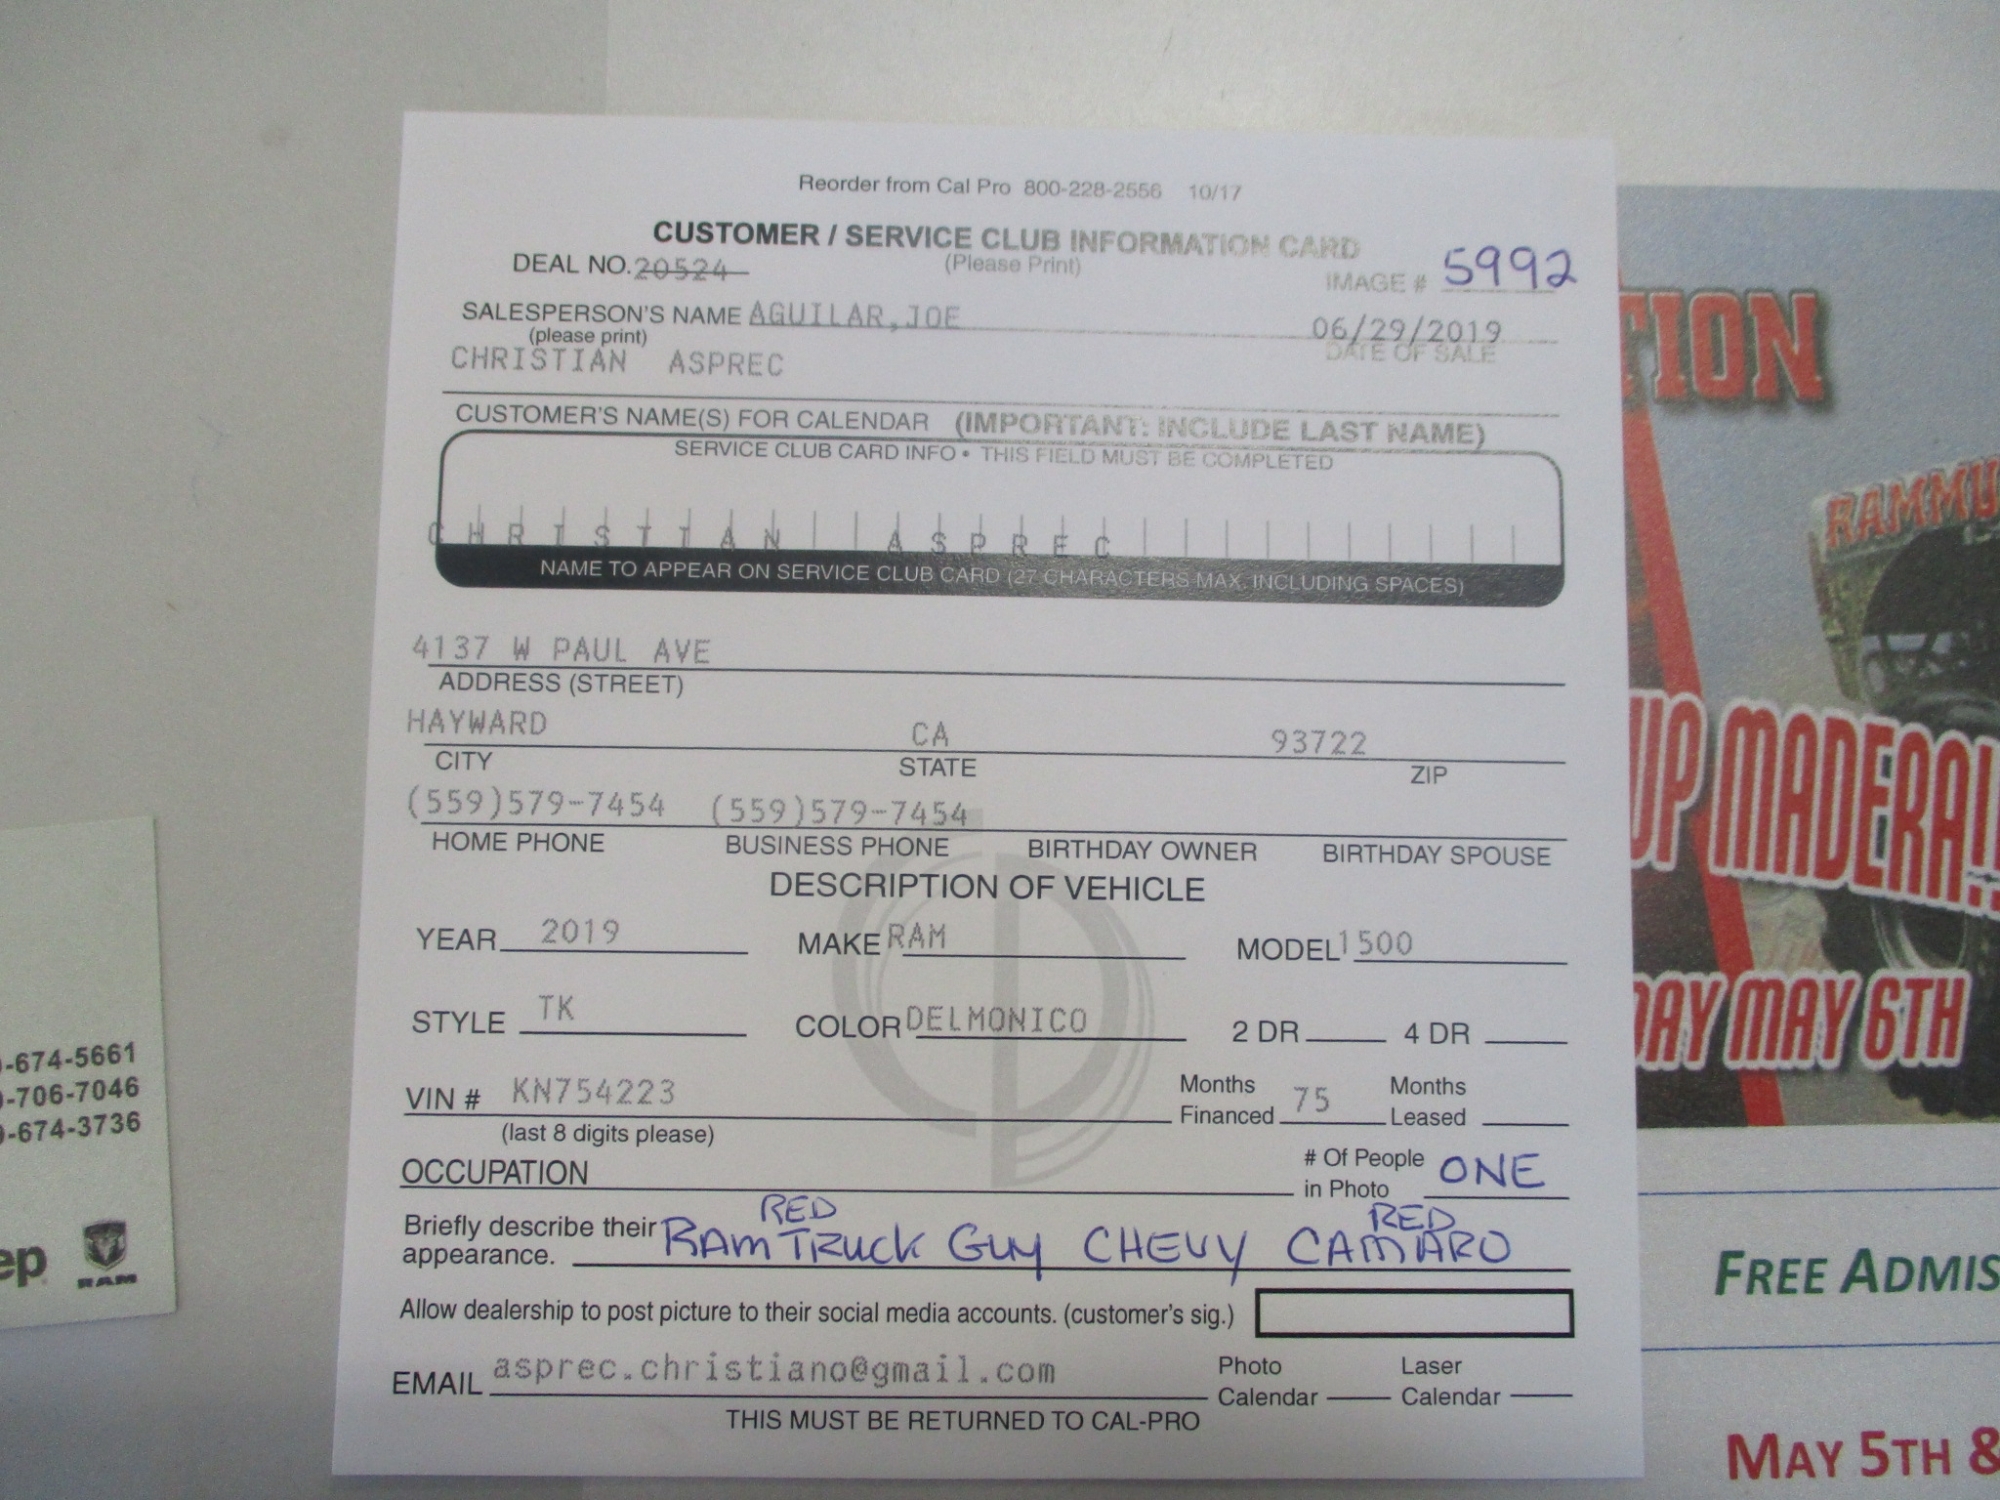 Reorder from Cal Pro 800-228-2556 10/17
CUSTOMER / SERVICE CLUB INFORMATION CARD
DEAL NO. 20524 (Please Print) IMAGE # 5992
SALESPERSON'S NAME AGUILAR,JOE 06/29/2019
(please print) DATE OF SALE
CHRISTIAN ASPREC
CUSTOMER'S NAME(S) FOR CALENDAR (IMPORTANT: INCLUDE LAST NAME)
SERVICE CLUB CARD INFO • THIS FIELD MUST BE COMPLETED
CHRISTIAN ASPREC
NAME TO APPEAR ON SERVICE CLUB CARD (27 CHARACTERS MAX. INCLUDING SPACES)
4137 W PAUL AVE
ADDRESS (STREET)
HAYWARD CA 93722
CITY STATE ZIP
(559)579-7454 (559)579-7454
HOME PHONE BUSINESS PHONE BIRTHDAY OWNER BIRTHDAY SPOUSE
DESCRIPTION OF VEHICLE
YEAR 2019 MAKE RAM MODEL 1500
STYLE TK COLOR DELMONICO 2 DR 4 DR
VIN # KN754223 Months Financed 75 Months Leased
(last 8 digits please)
OCCUPATION # Of People in Photo ONE
RED RED
Briefly describe their appearance. RAM TRUCK GUY CHEVY CAMARO
Allow dealership to post picture to their social media accounts. (customer's sig.)
EMAIL asprec.christiano@gmail.com Photo Calendar Laser Calendar
THIS MUST BE RETURNED TO CAL-PRO
-674-5661
-706-7046
-674-3736
ep RAM
TION
RAMMU
UP MADERA!!
DAY MAY 6TH
FREE ADMIS
MAY 5TH &